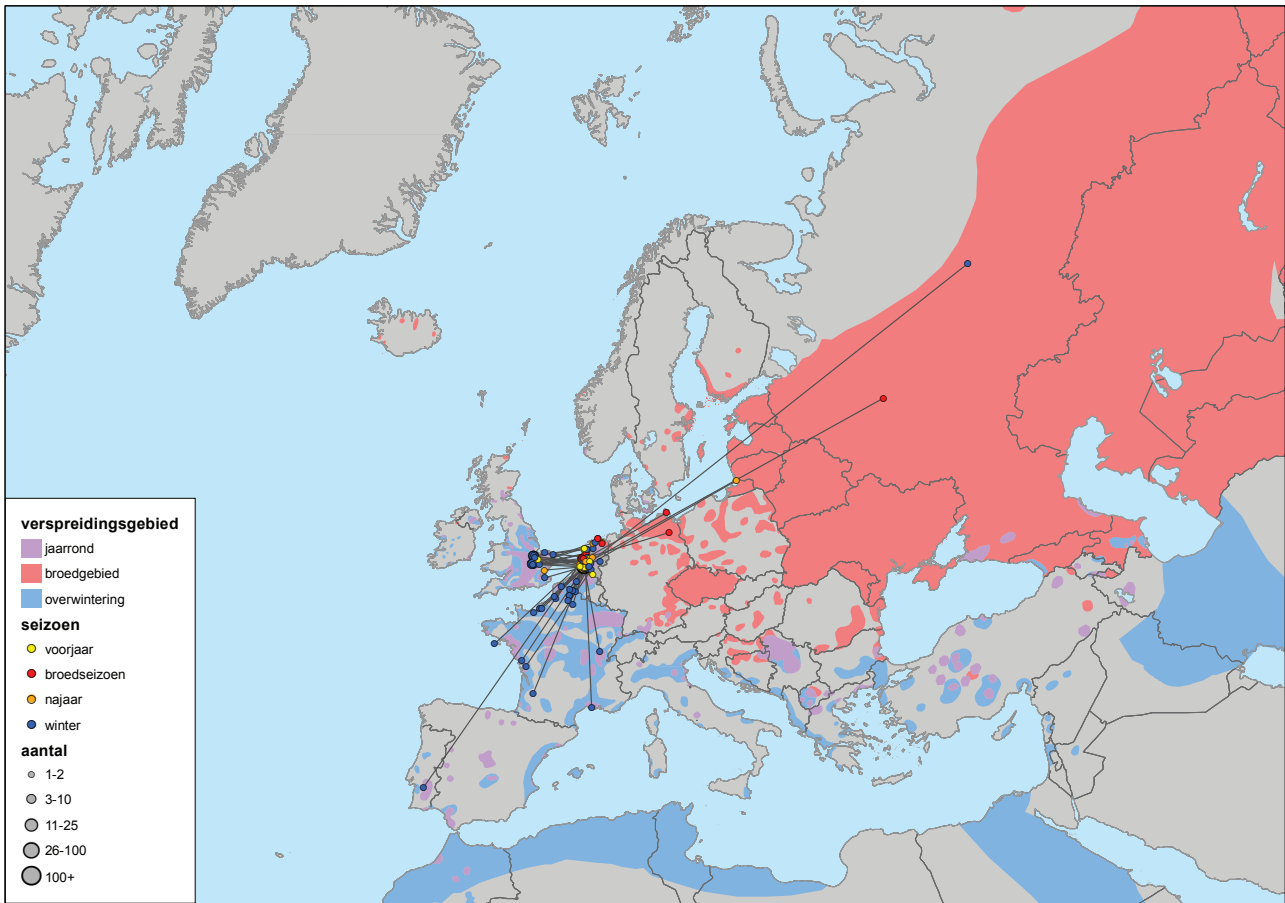 verspreidingsgebied
jaarrond
broedgebied
overwintering
seizoen
voorjaar
broedseizoen
najaar
winter
aantal
1-2
3-10
11-25
26-100
100+